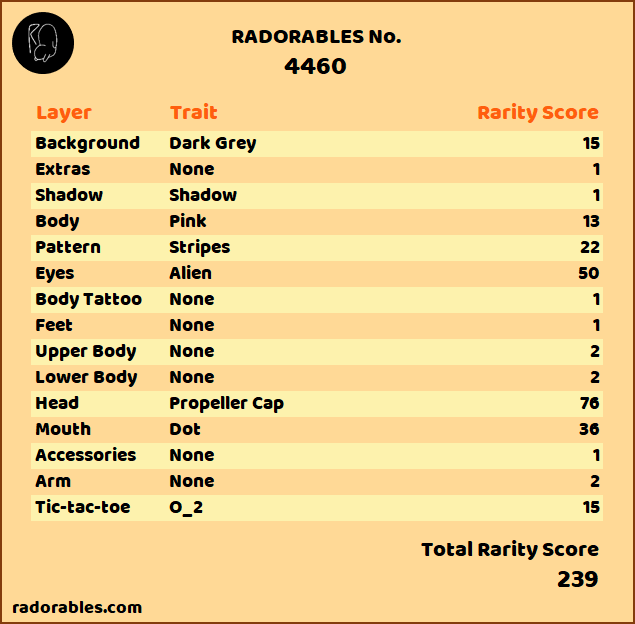 RADORABLES No.
4460
Layer Trait Rarity Score
Background Dark Grey 15
Extras None 1
Shadow Shadow 1
Body Pink 13
Pattern Stripes 22
Eyes Alien 50
Body Tattoo None 1
Feet None 1
Upper Body None 2
Lower Body None 2
Head Propeller Cap 76
Mouth Dot 36
Accessories None 1
Arm None 2
Tic-tac-toe O_2 15
Total Rarity Score
239
radorables.com